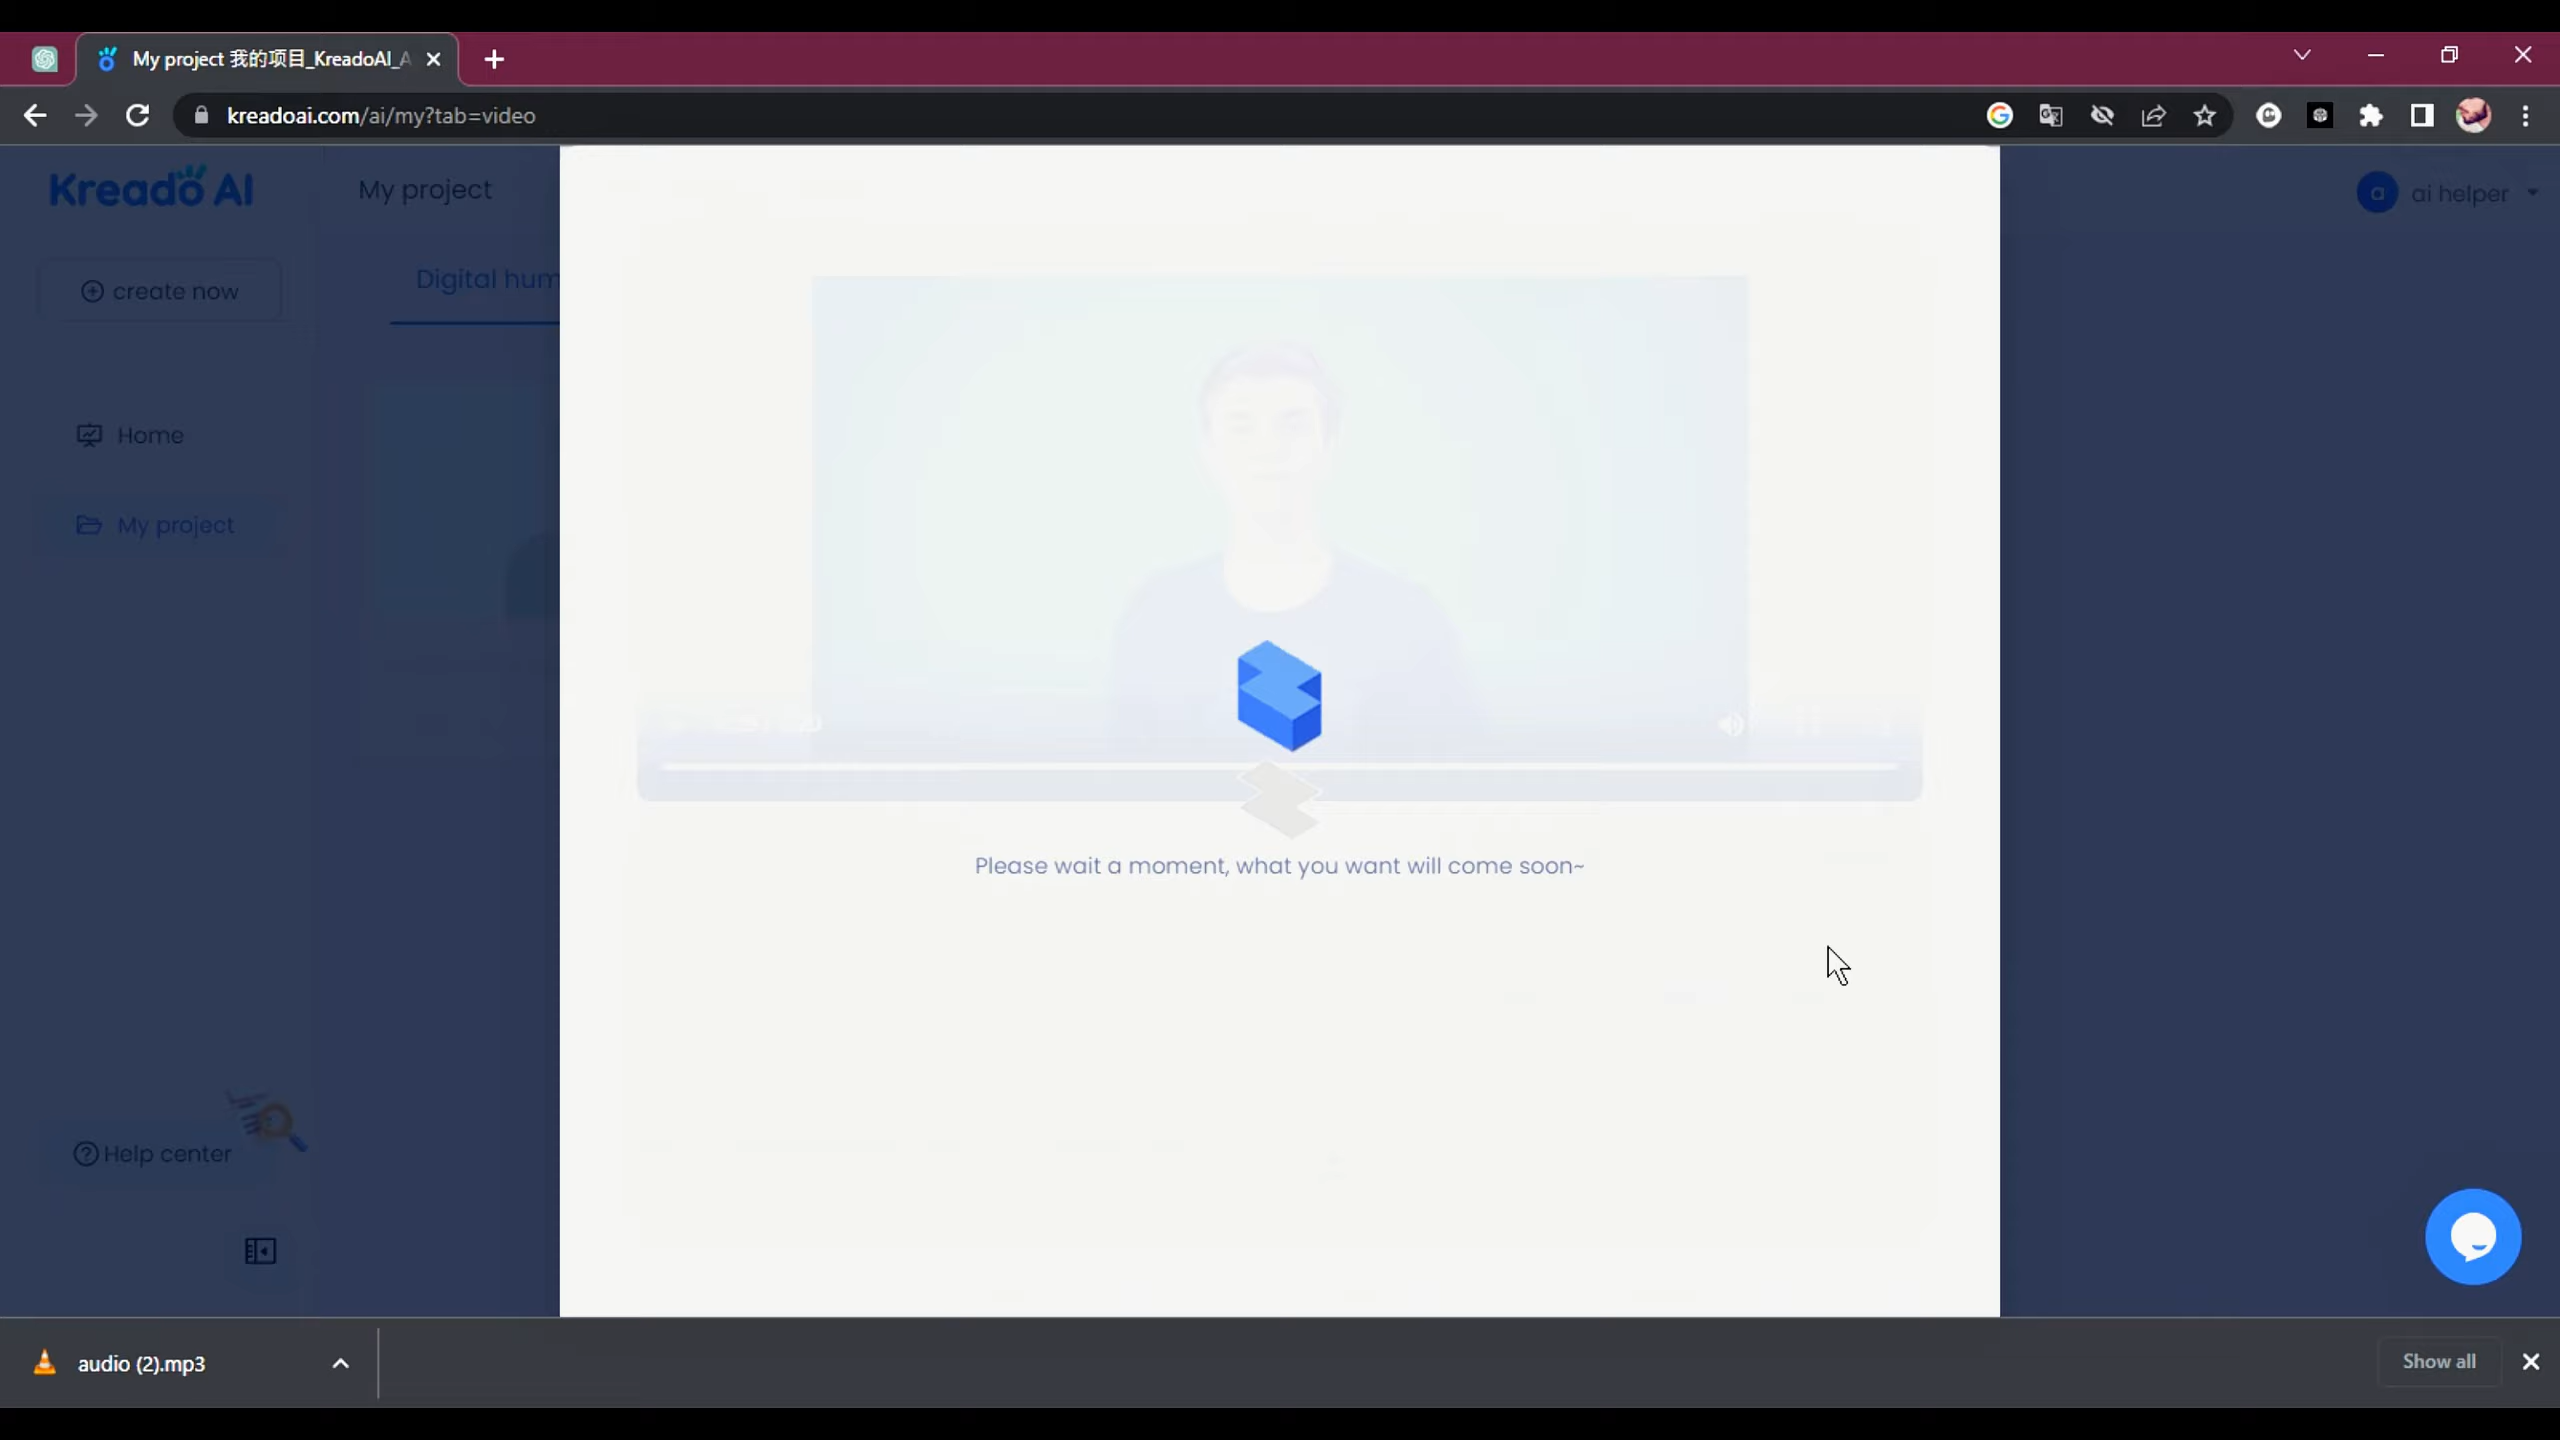 My project 我的项目_KreadoAI_A
kreadoai.com/ai/my?tab=video
Kreado AI
My project
a
ai helper
create now
Digital hum
Home
My project
Please wait a moment, what you want will come soon~
Help center
audio (2).mp3
Show all